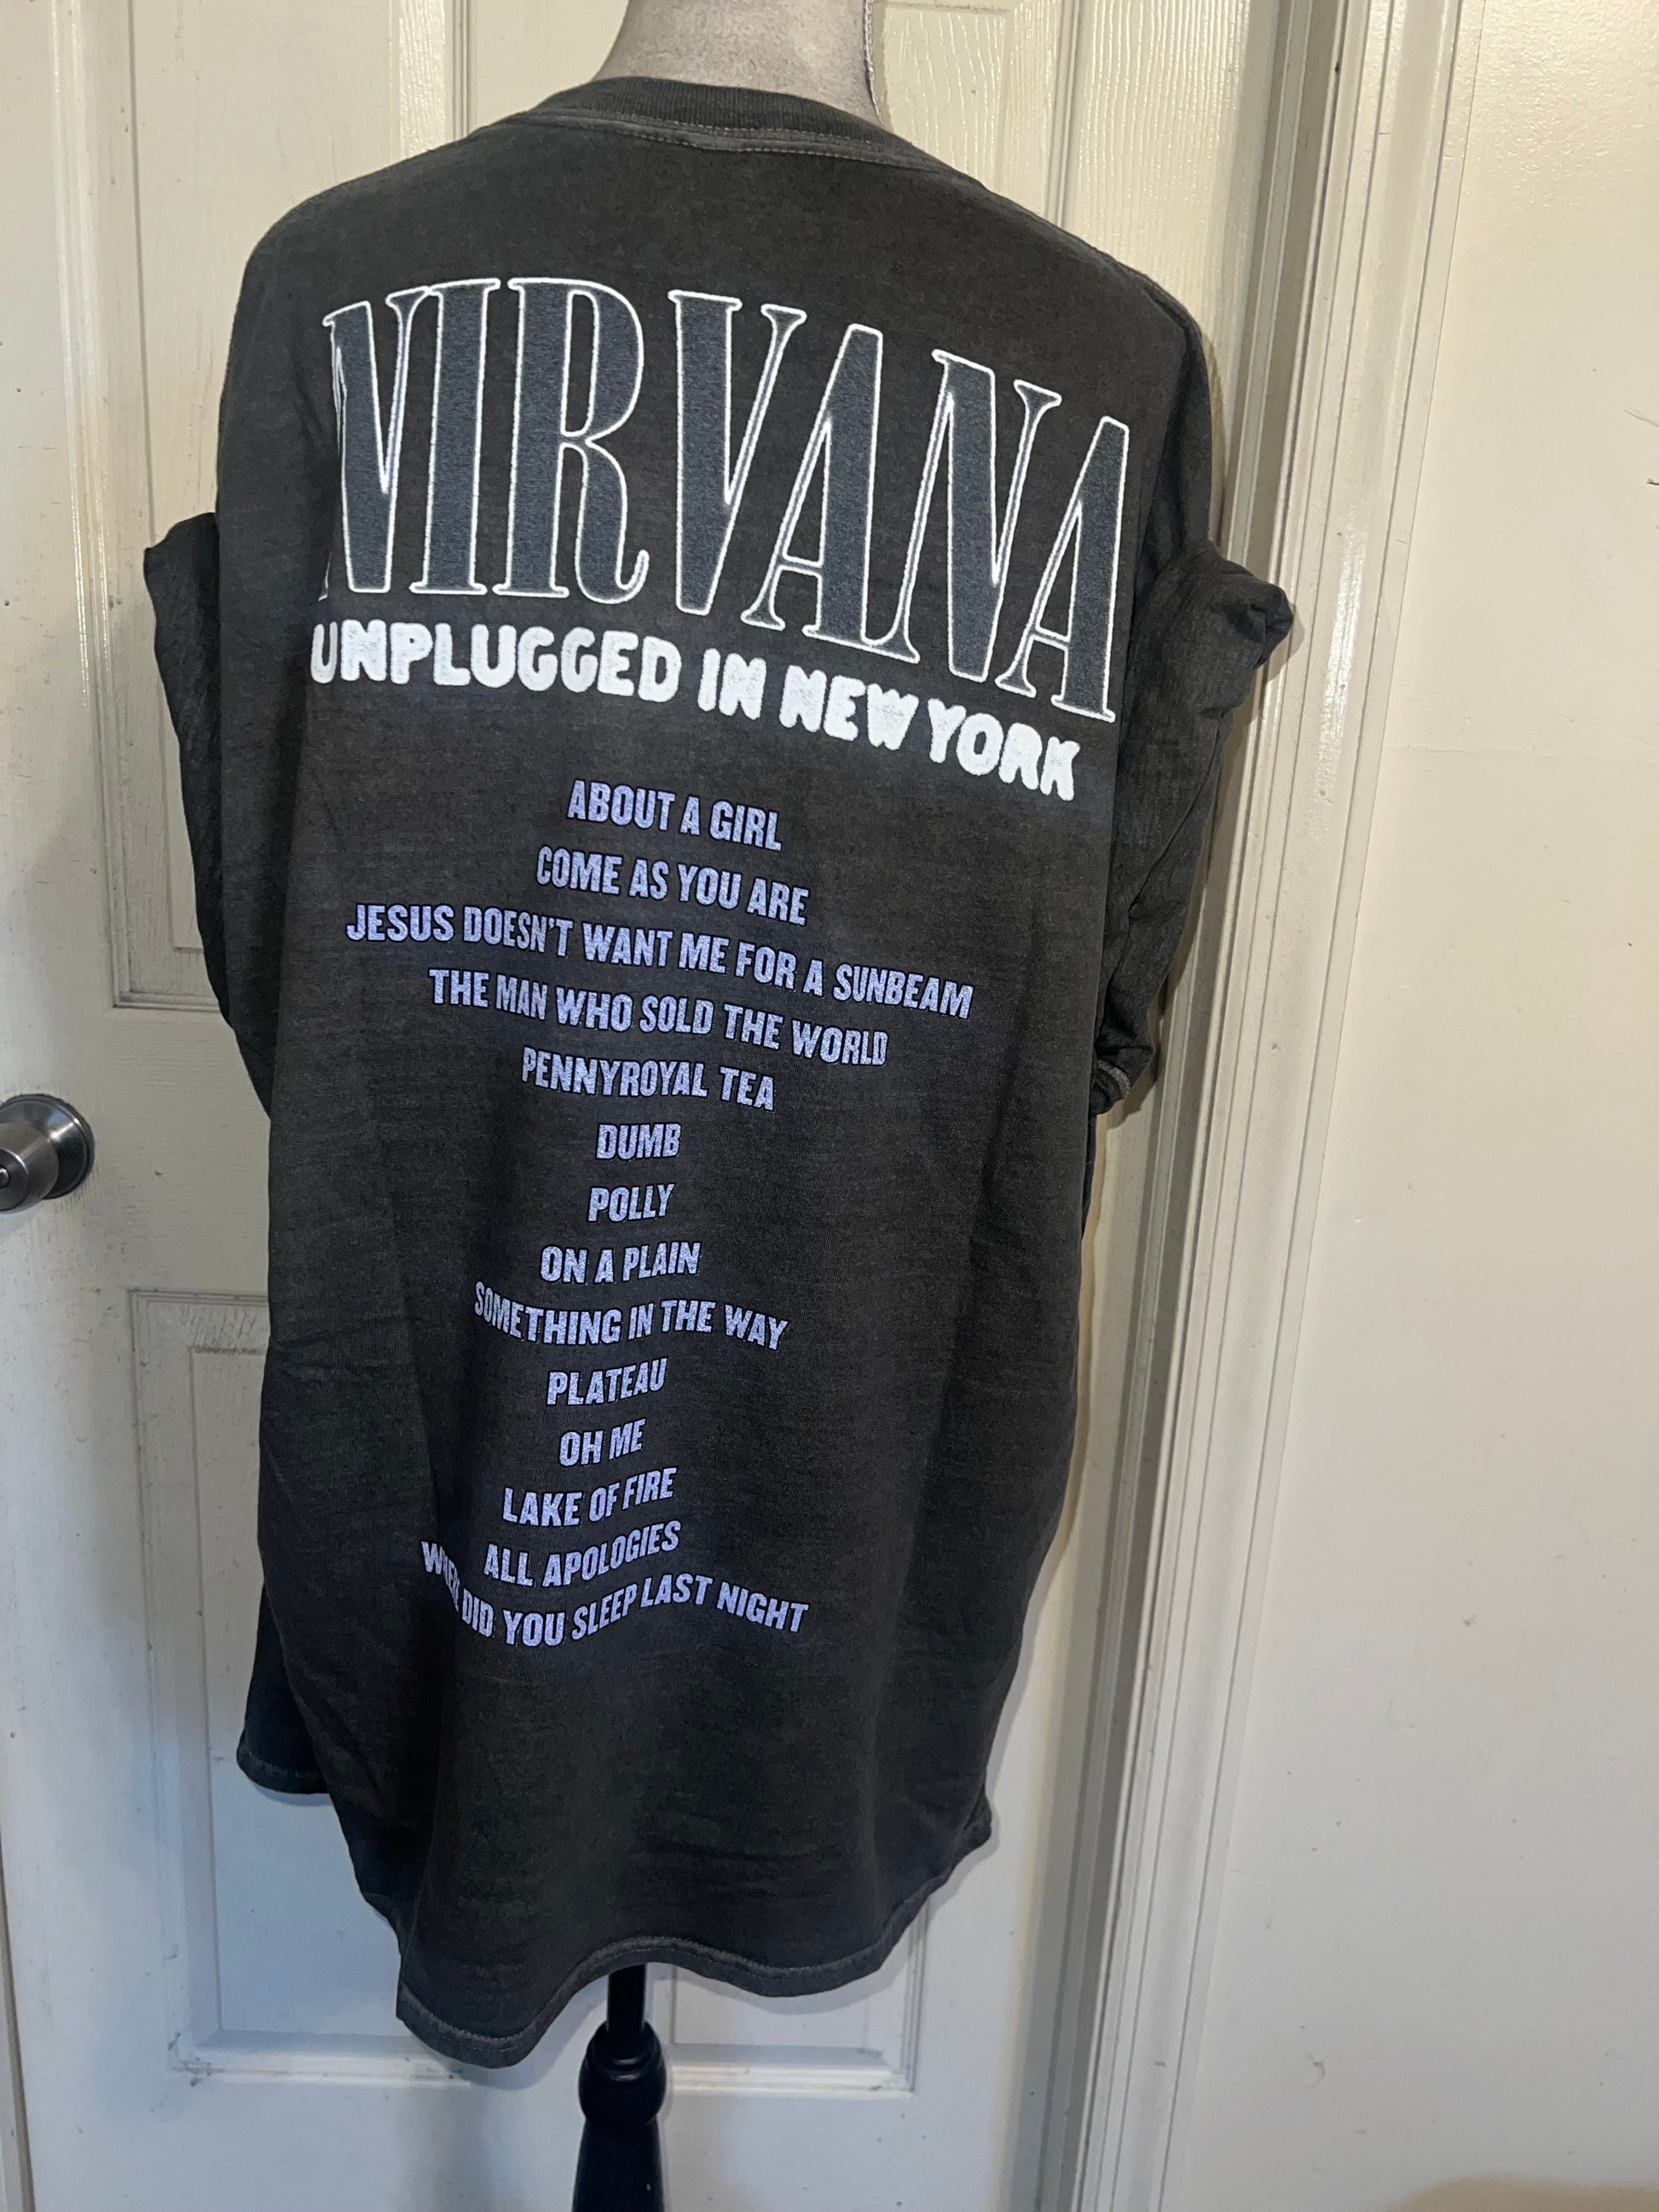 NIRVANA
UNPLUGGED IN NEW YORK
ABOUT A GIRL
COME AS YOU ARE
JESUS DOESN'T WANT ME FOR A SUNBEAM
THE MAN WHO SOLD THE WORLD
PENNYROYAL TEA
DUMB
POLLY
ON A PLAIN
SOMETHING IN THE WAY
PLATEAU
OH ME
LAKE OF FIRE
ALL APOLOGIES
DID YOU SLEEP LAST NIGHT